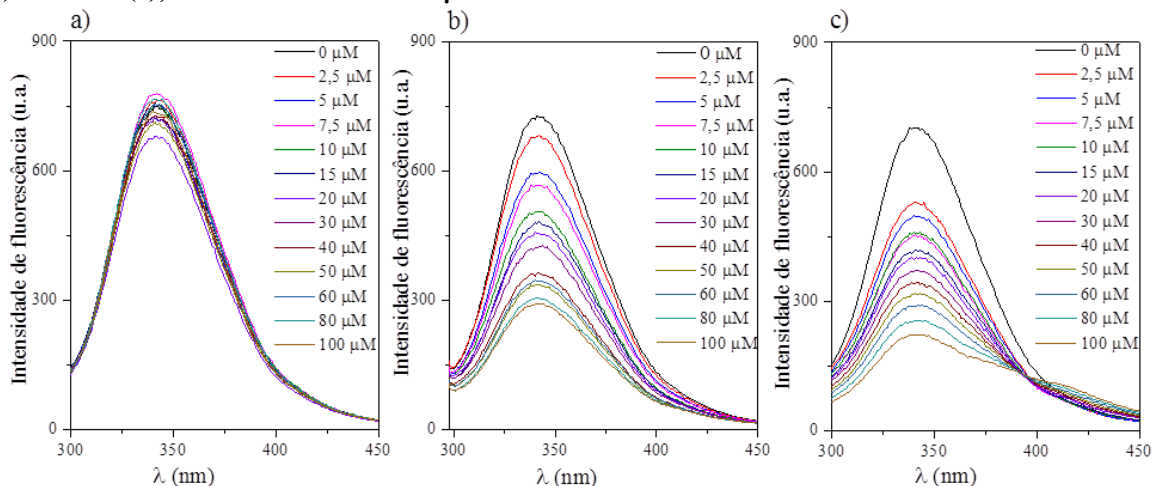 a)
Intensidade de fluorescência (u.a.)
900
600
300
0
0 µM
2,5 µM
5 µM
7,5 µM
10 µM
15 µM
20 µM
30 µM
40 µM
50 µM
60 µM
80 µM
100 µM
300
350
400
450
λ (nm)
b)
Intensidade de fluorescência (u.a.)
900
600
300
0
0 µM
2,5 µM
5 µM
7,5 µM
10 µM
15 µM
20 µM
30 µM
40 µM
50 µM
60 µM
80 µM
100 µM
300
350
400
450
λ (nm)
c)
Intensidade de fluorescência (u.a.)
900
600
300
0
0 µM
2,5 µM
5 µM
7,5 µM
10 µM
15 µM
20 µM
30 µM
40 µM
50 µM
60 µM
80 µM
100 µM
300
350
400
450
λ (nm)